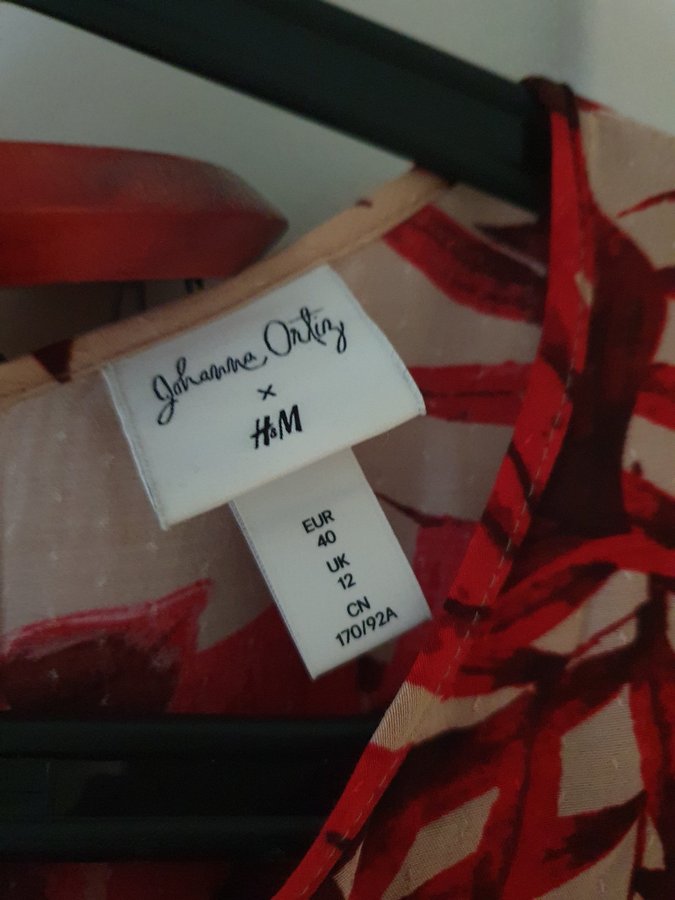 Johanna Ortiz
x
H&M
EUR
40
UK
12
CN
170/92A